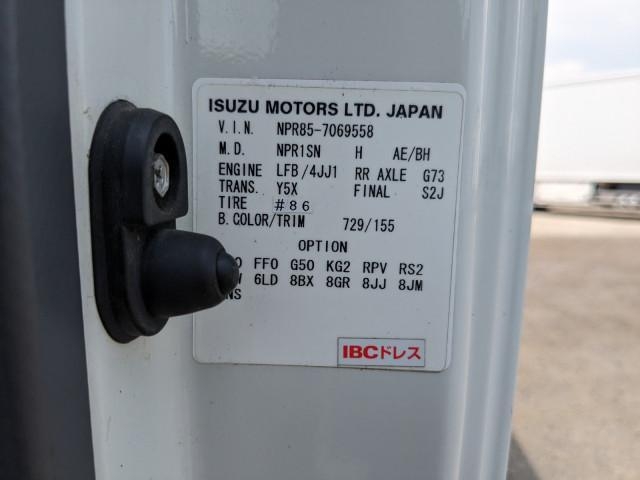 ISUZU MOTORS LTD. JAPAN
V.I.N. NPR85-7069558
M.D. NPR1SN H AE/BH
ENGINE LFB/4JJ1 RR AXLE G73
TRANS. Y5X FINAL S2J
TIRE #86
B.COLOR/TRIM 729/155
OPTION
FF0 G50 KG2 RPV RS2
6LD 8BX 8GR 8JJ 8JM
IBCドレス